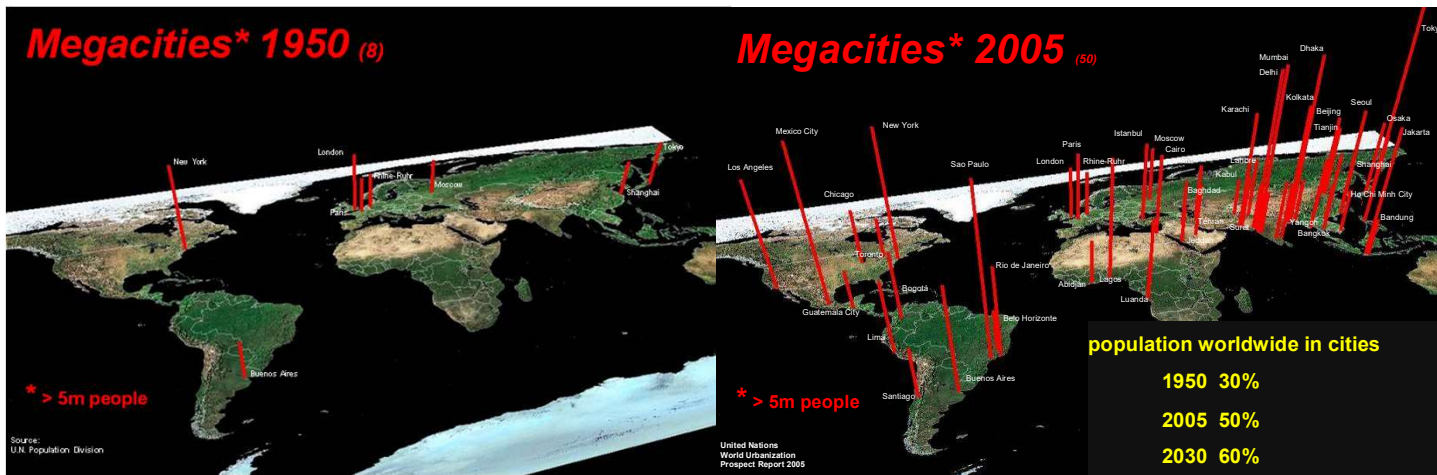 Megacities* 1950 (8)
New York
London
Rhine-Ruhr
Paris
Moscow
Tokyo
Shanghai
Buenos Aires
* > 5m people
Source:
U.N. Population Division
Megacities* 2005 (50)
Tokyo
Dhaka
Mumbai
Delhi
Kolkata
Karachi
Beijing
Seoul
Tianjin
Osaka
Jakarta
Mexico City
New York
Istanbul
Moscow
Paris
Cairo
Los Angeles
London
Rhine-Ruhr
Sao Paulo
Lahore
Shanghai
Kabul
Chicago
Baghdad
Ho Chi Minh City
Tehran
Yangon
Bandung
Surat
Bangkok
Jeddah
Toronto
Rio de Janeiro
Abidjan
Lagos
Bogotá
Luanda
Guatemala City
Belo Horizonte
Lima
Buenos Aires
Santiago
* > 5m people
United Nations
World Urbanization
Prospect Report 2005
population worldwide in cities
1950 30%
2005 50%
2030 60%